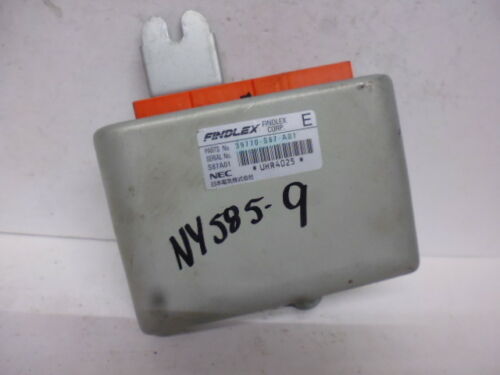 FINDLEX FINDLEX CORP. E
PARTS No 39770-S87-A01
SERIAL No.
S87A01 * UHR4025 *
NEC
日本電気株式会社
NY585-9